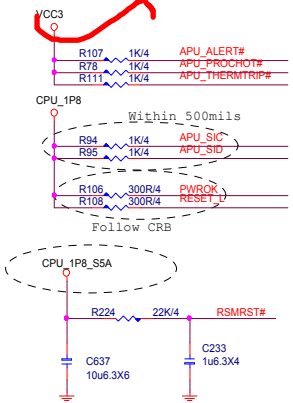 VCC3
R107 1K/4 APU_ALERT#
R78 1K/4 APU_PROCHOT#
R111 1K/4 APU_THERMTRIP#
CPU_1P8
Within 500mils
R94 1K/4 APU_SIC
R95 1K/4 APU_SID
R106 300R/4 PWROK
R108 300R/4 RESET_L
Follow CRB
CPU_1P8_S5A
R224 22K/4 RSMRST#
C637 10u6.3X6
C233 1u6.3X4